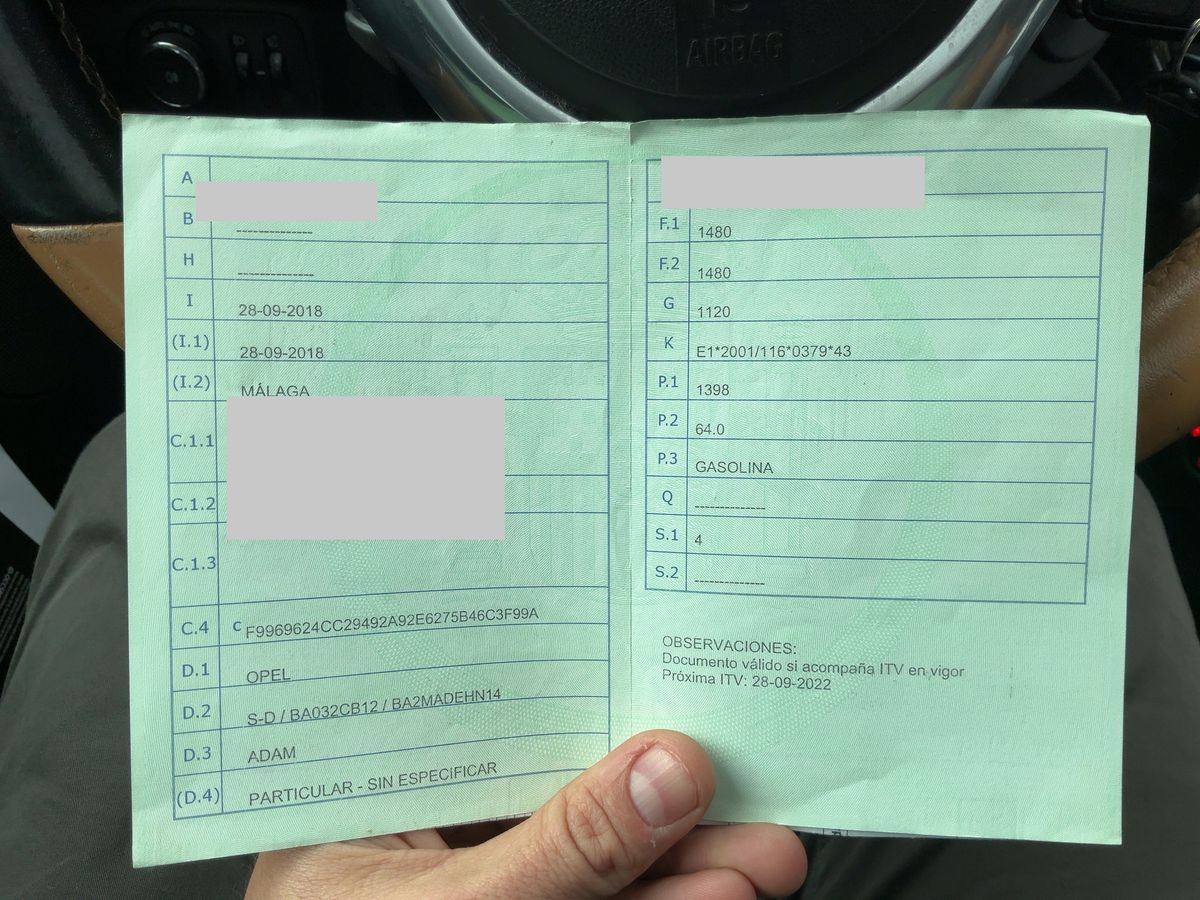 AIRBAG
A
B --------------
H --------------
I 28-09-2018
(I.1) 28-09-2018
(I.2) MÁLAGA
C.1.1
C.1.2
C.1.3
C.4 C F9969624CC29492A92E6275B46C3F99A
D.1 OPEL
D.2 S-D / BA032CB12 / BA2MADEHN14
D.3 ADAM
(D.4) PARTICULAR - SIN ESPECIFICAR
F.1 1480
F.2 1480
G 1120
K E1*2001/116*0379*43
P.1 1398
P.2 64.0
P.3 GASOLINA
Q --------------
S.1 4
S.2 --------------
OBSERVACIONES:
Documento válido si acompaña ITV en vigor
Próxima ITV: 28-09-2022